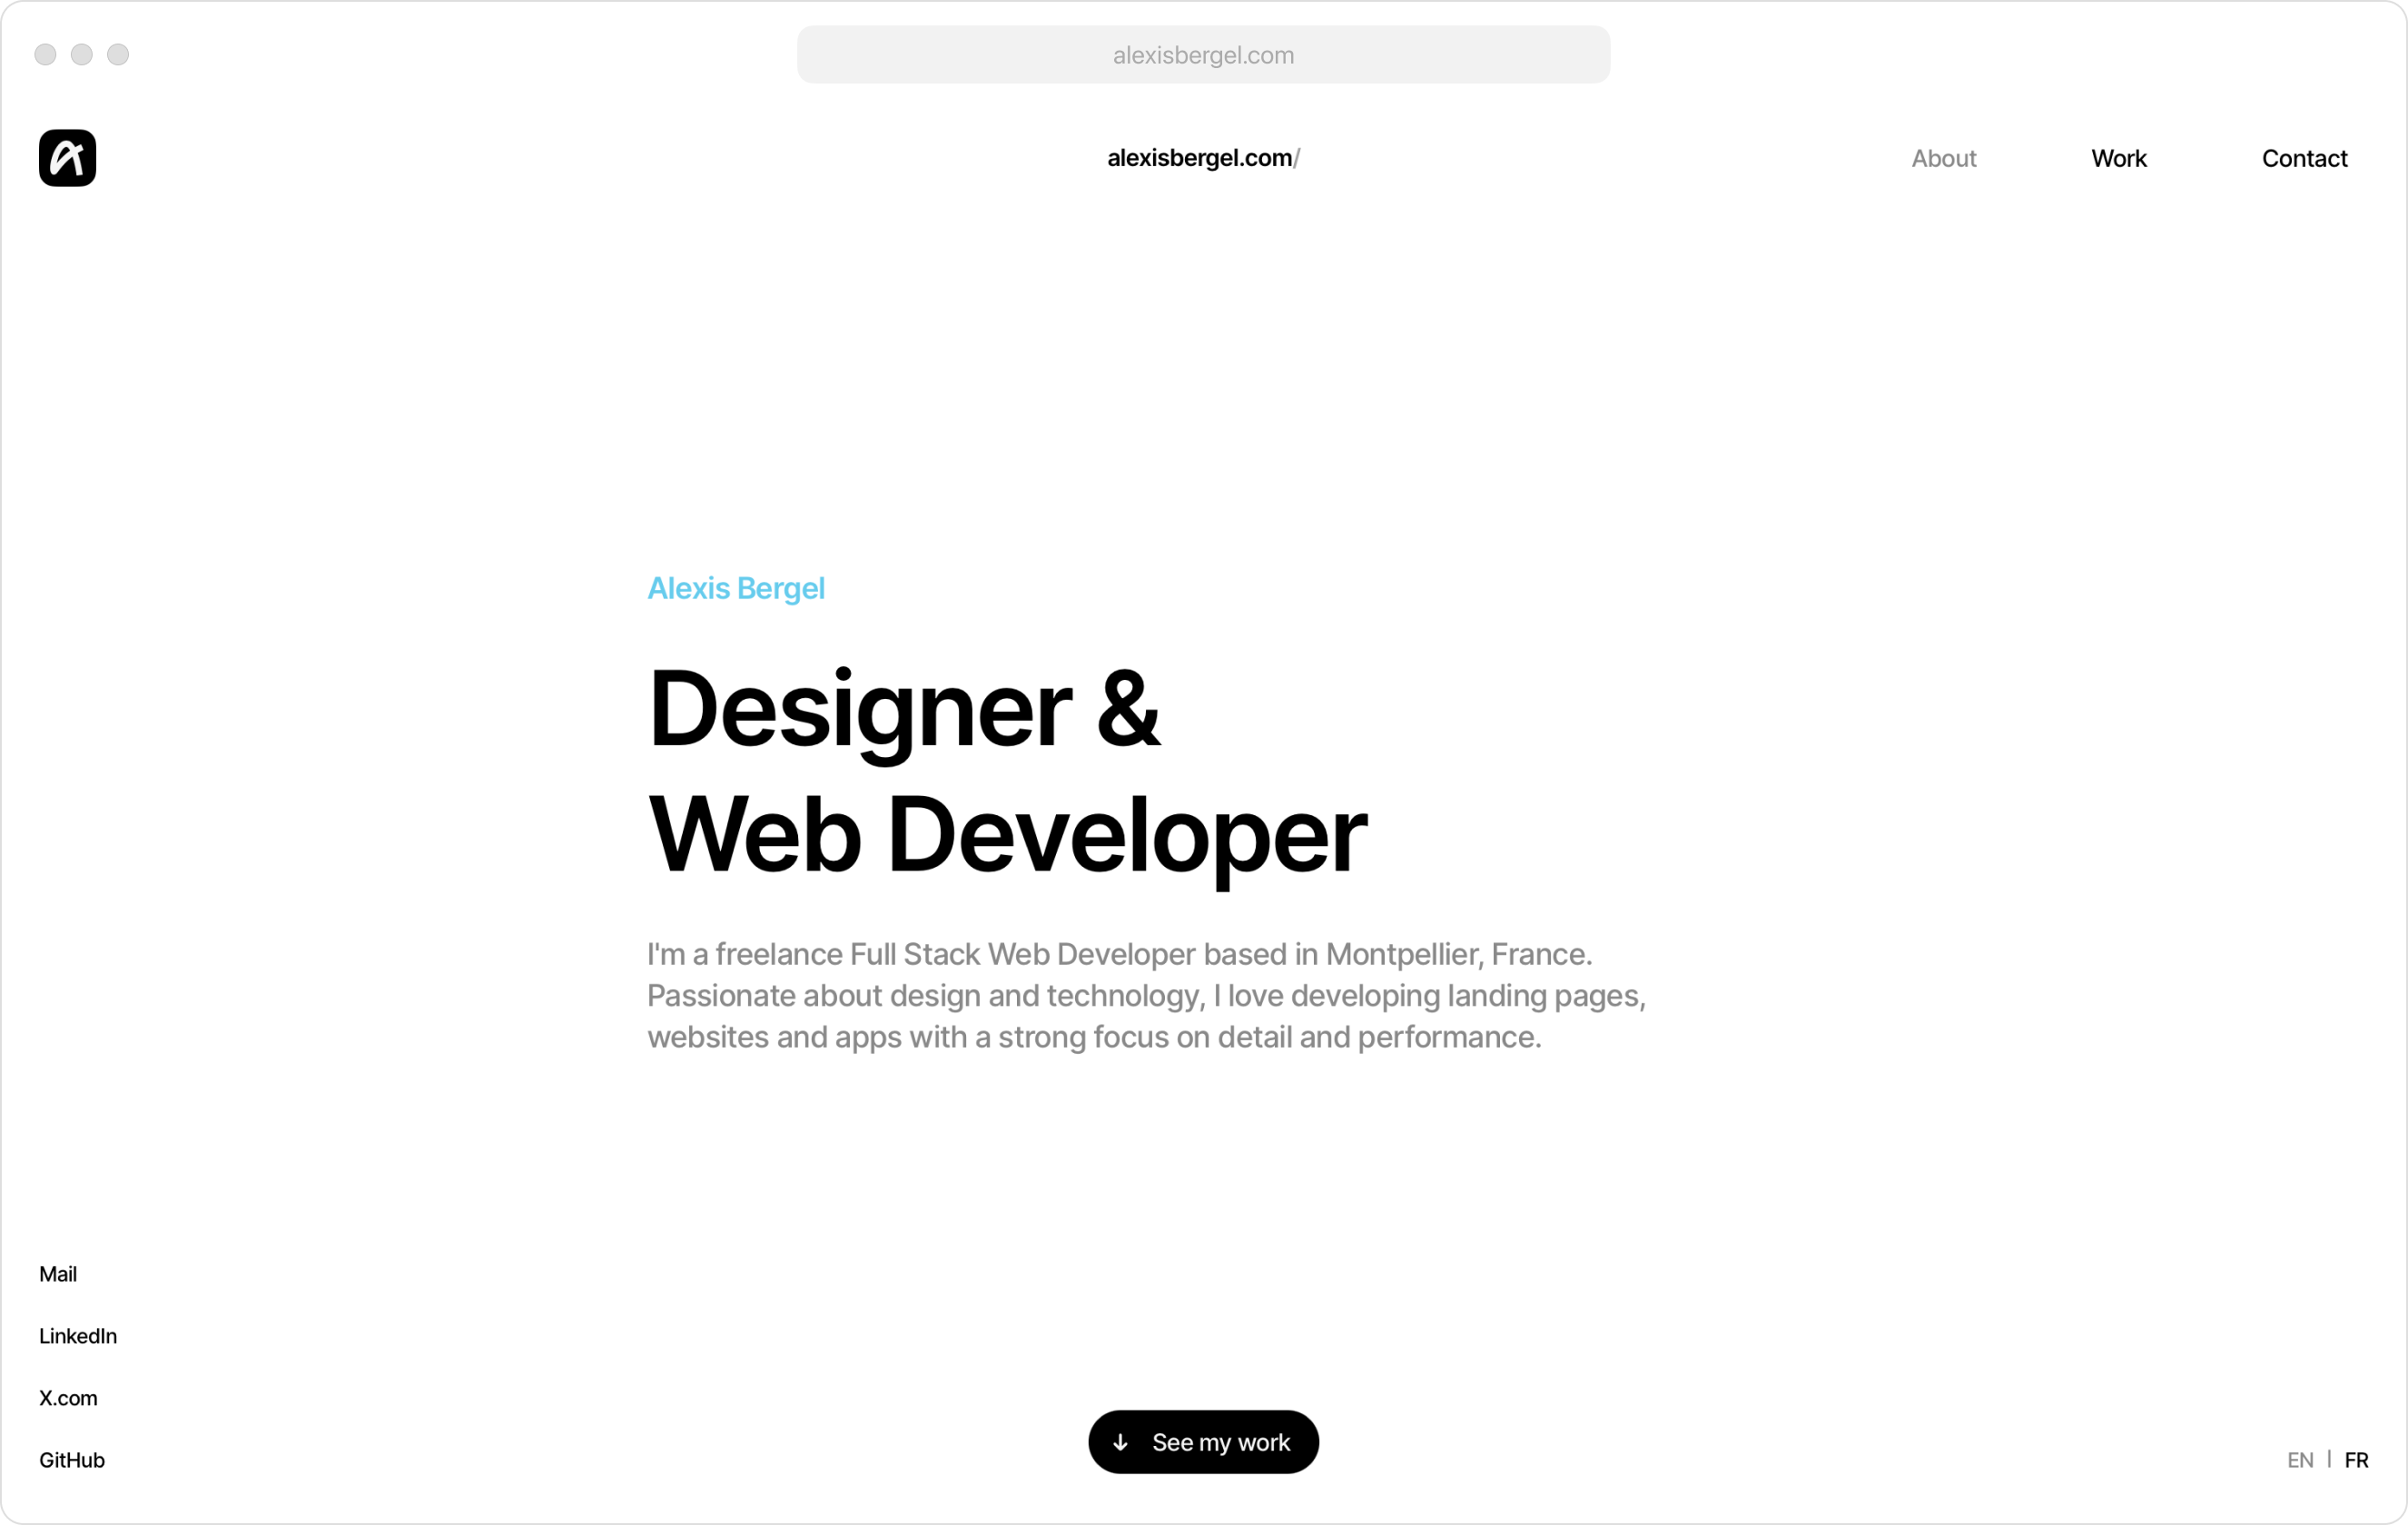 alexisbergel.com
alexisbergel.com/
About
Work
Contact
Alexis Bergel
Designer &
Web Developer
I'm a freelance Full Stack Web Developer based in Montpellier, France.
Passionate about design and technology, I love developing landing pages,
websites and apps with a strong focus on detail and performance.
Mail
LinkedIn
X.com
GitHub
See my work
EN | FR